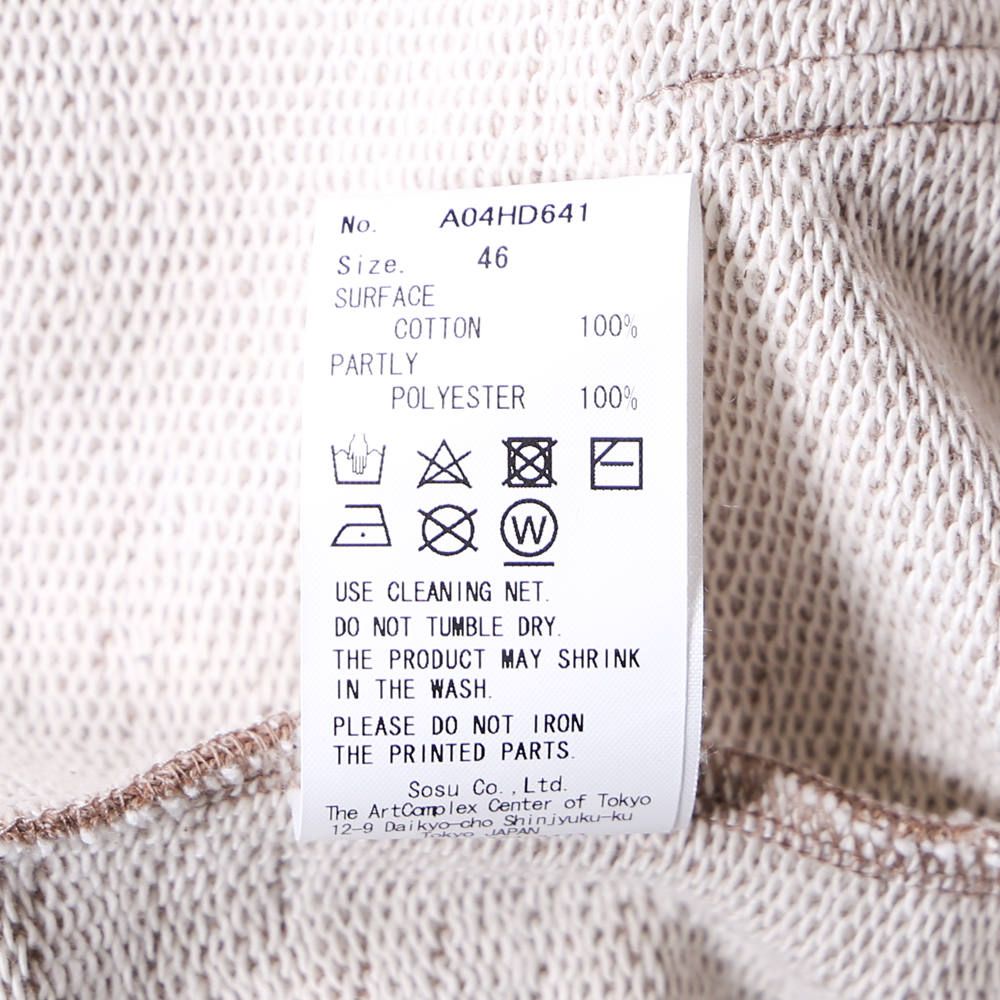 No. A04HD641
Size. 46
SURFACE
COTTON 100%
PARTLY
POLYESTER 100%
W
USE CLEANING NET.
DO NOT TUMBLE DRY.
THE PRODUCT MAY SHRINK
IN THE WASH.
PLEASE DO NOT IRON
THE PRINTED PARTS.
Sosu Co.,Ltd.
The ArtComplex Center of Tokyo
12-9 Daikyo-cho Shinjyuku-ku
Tokyo JAPAN